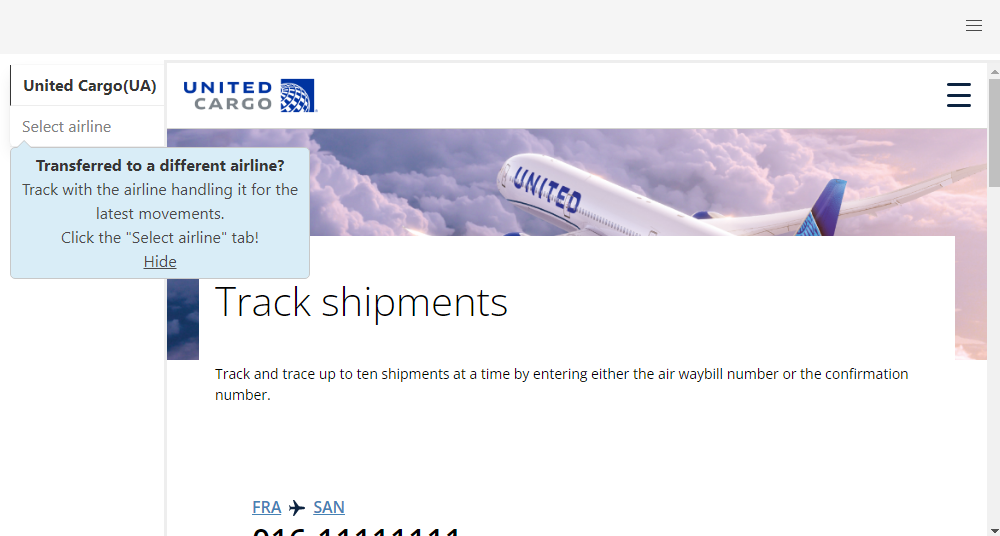 United Cargo(UA)
Select airline
Transferred to a different airline?
Track with the airline handling it for the
latest movements.
Click the "Select airline" tab!
Hide
UNITED
CARGO
UNITED
Track shipments
Track and trace up to ten shipments at a time by entering either the air waybill number or the confirmation
number.
FRA SAN
016-11111111